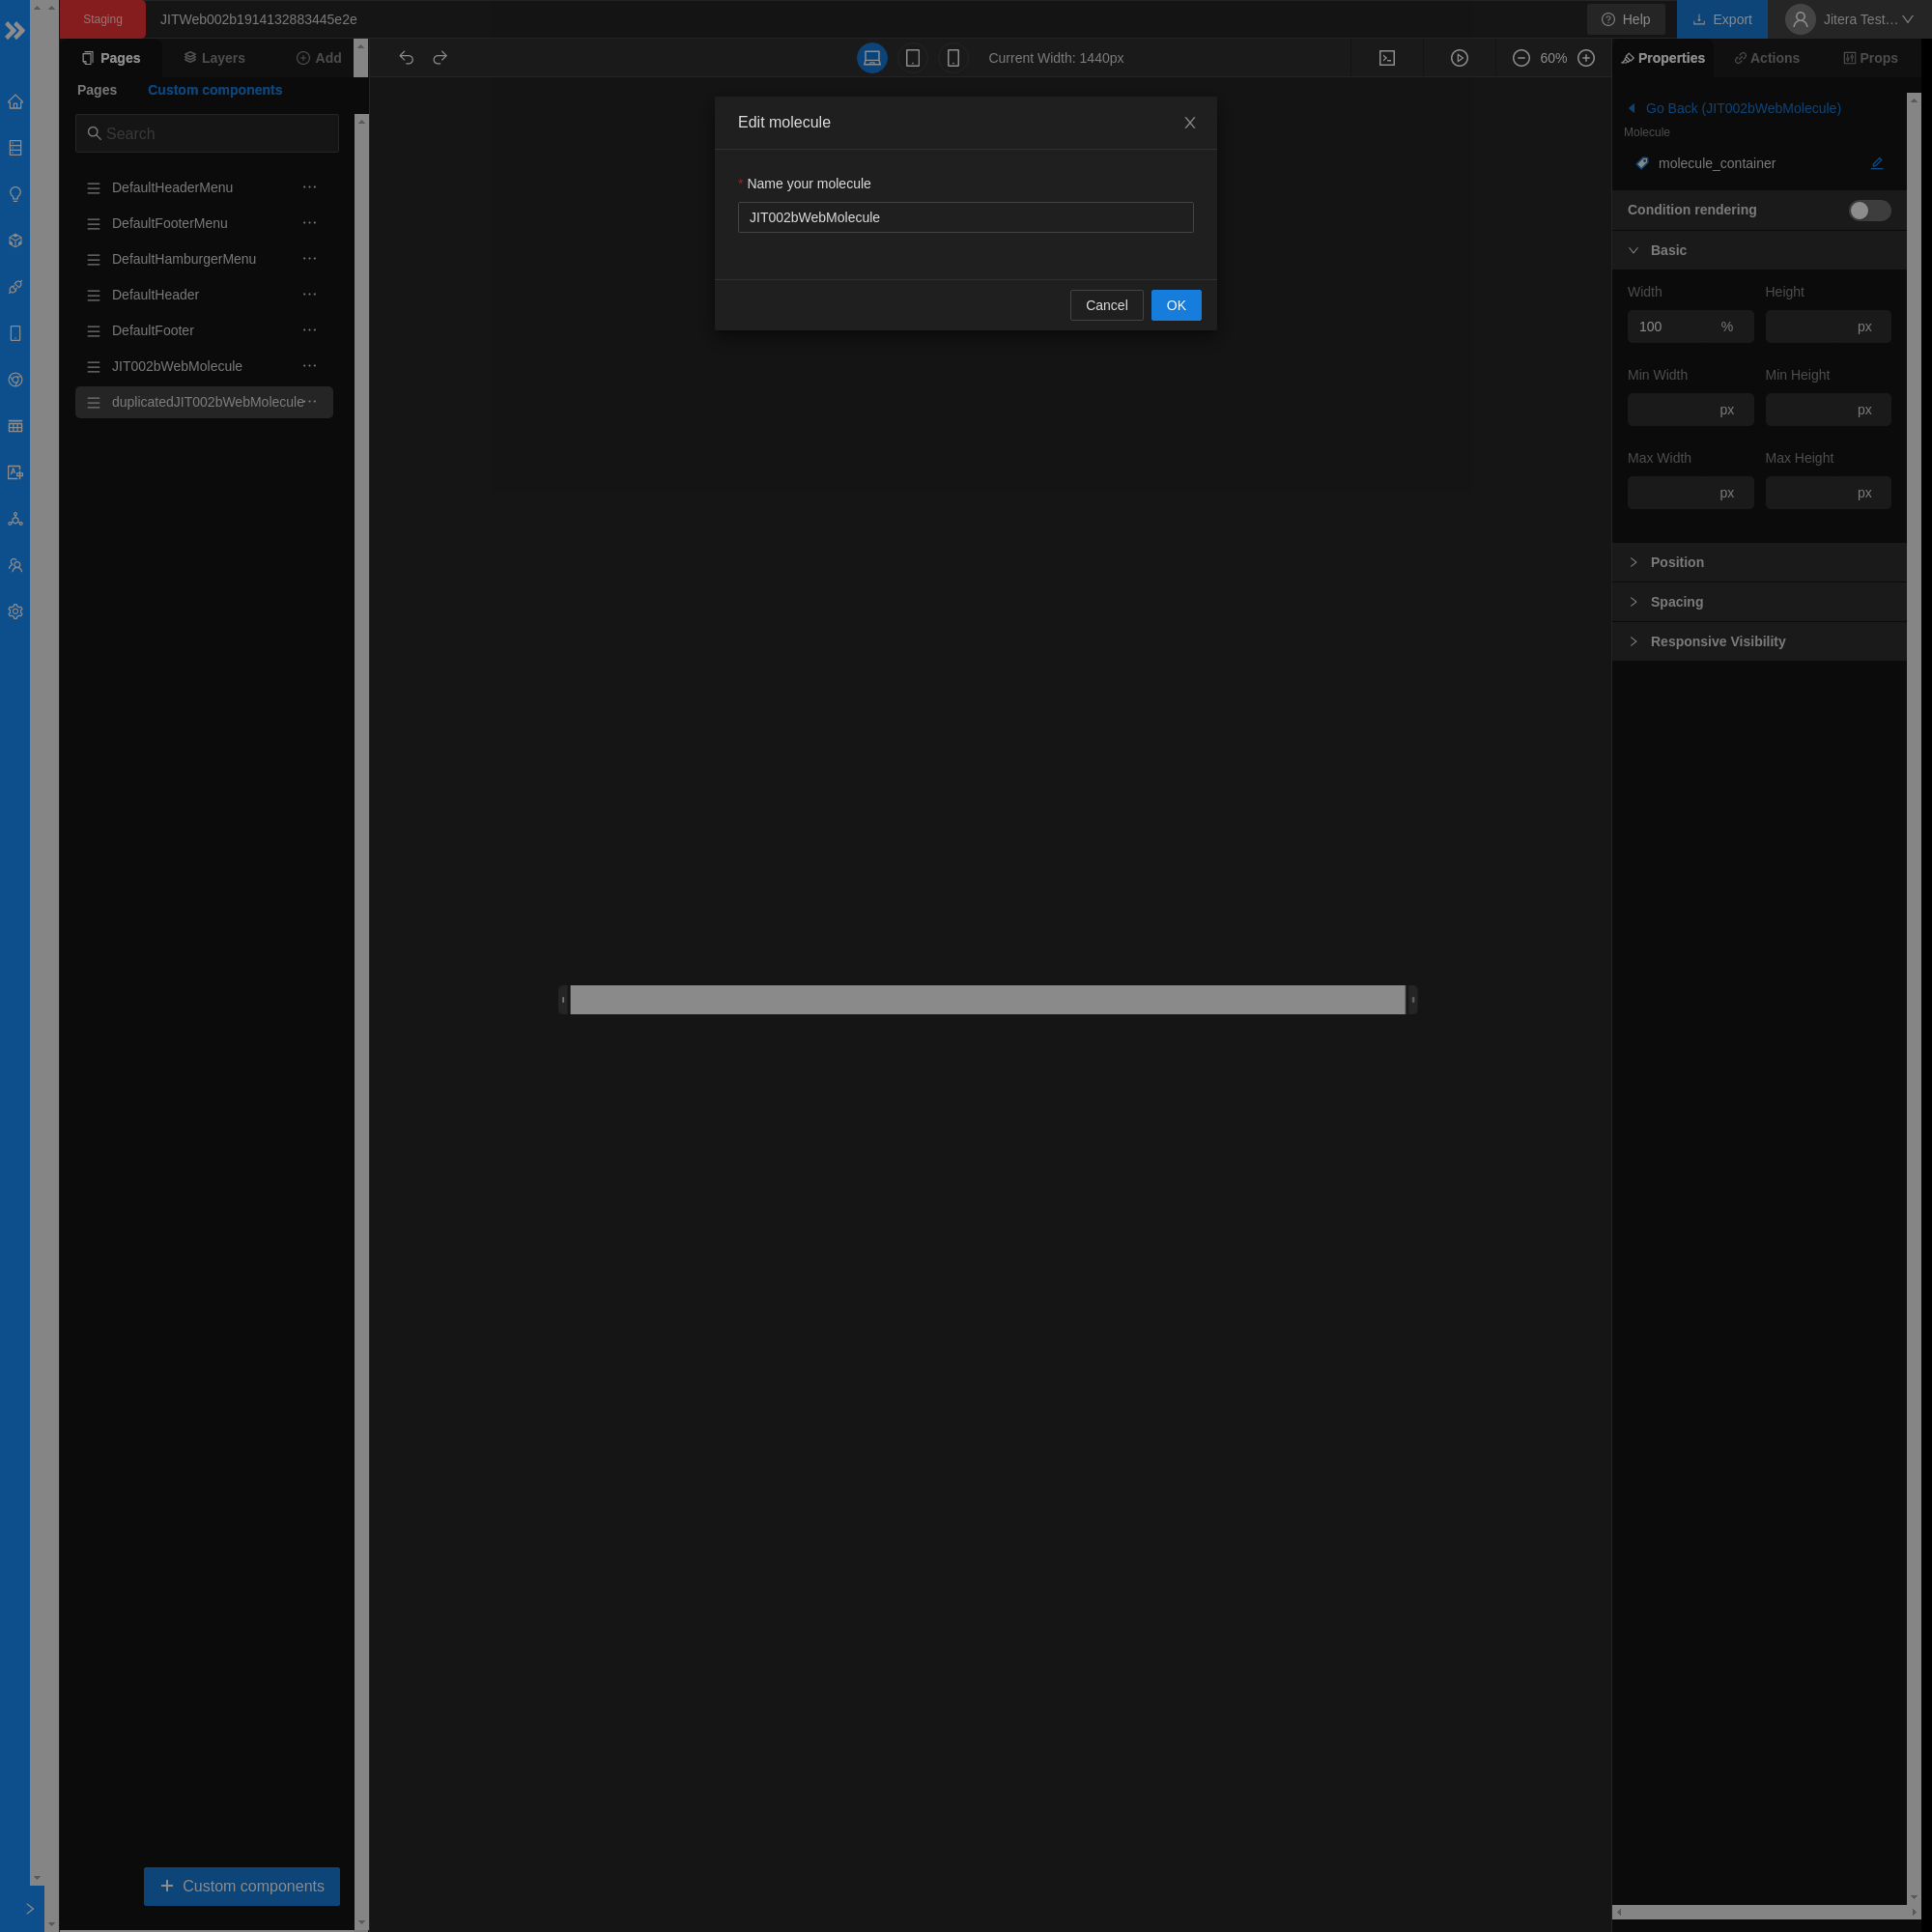 Staging
JITWeb002b1914132883445e2e
Help
Export
Jitera Test...
Pages
Layers
Add
Current Width: 1440px
60%
Properties
Actions
Props
Pages
Custom components
Search
DefaultHeaderMenu
DefaultFooterMenu
DefaultHamburgerMenu
DefaultHeader
DefaultFooter
JIT002bWebMolecule
duplicatedJIT002bWebMolecule
Custom components
Edit molecule
* Name your molecule
JIT002bWebMolecule
Cancel
OK
Go Back (JIT002bWebMolecule)
Molecule
molecule_container
Condition rendering
Basic
Width
Height
100 %
px
Min Width
Min Height
px
px
Max Width
Max Height
px
px
Position
Spacing
Responsive Visibility